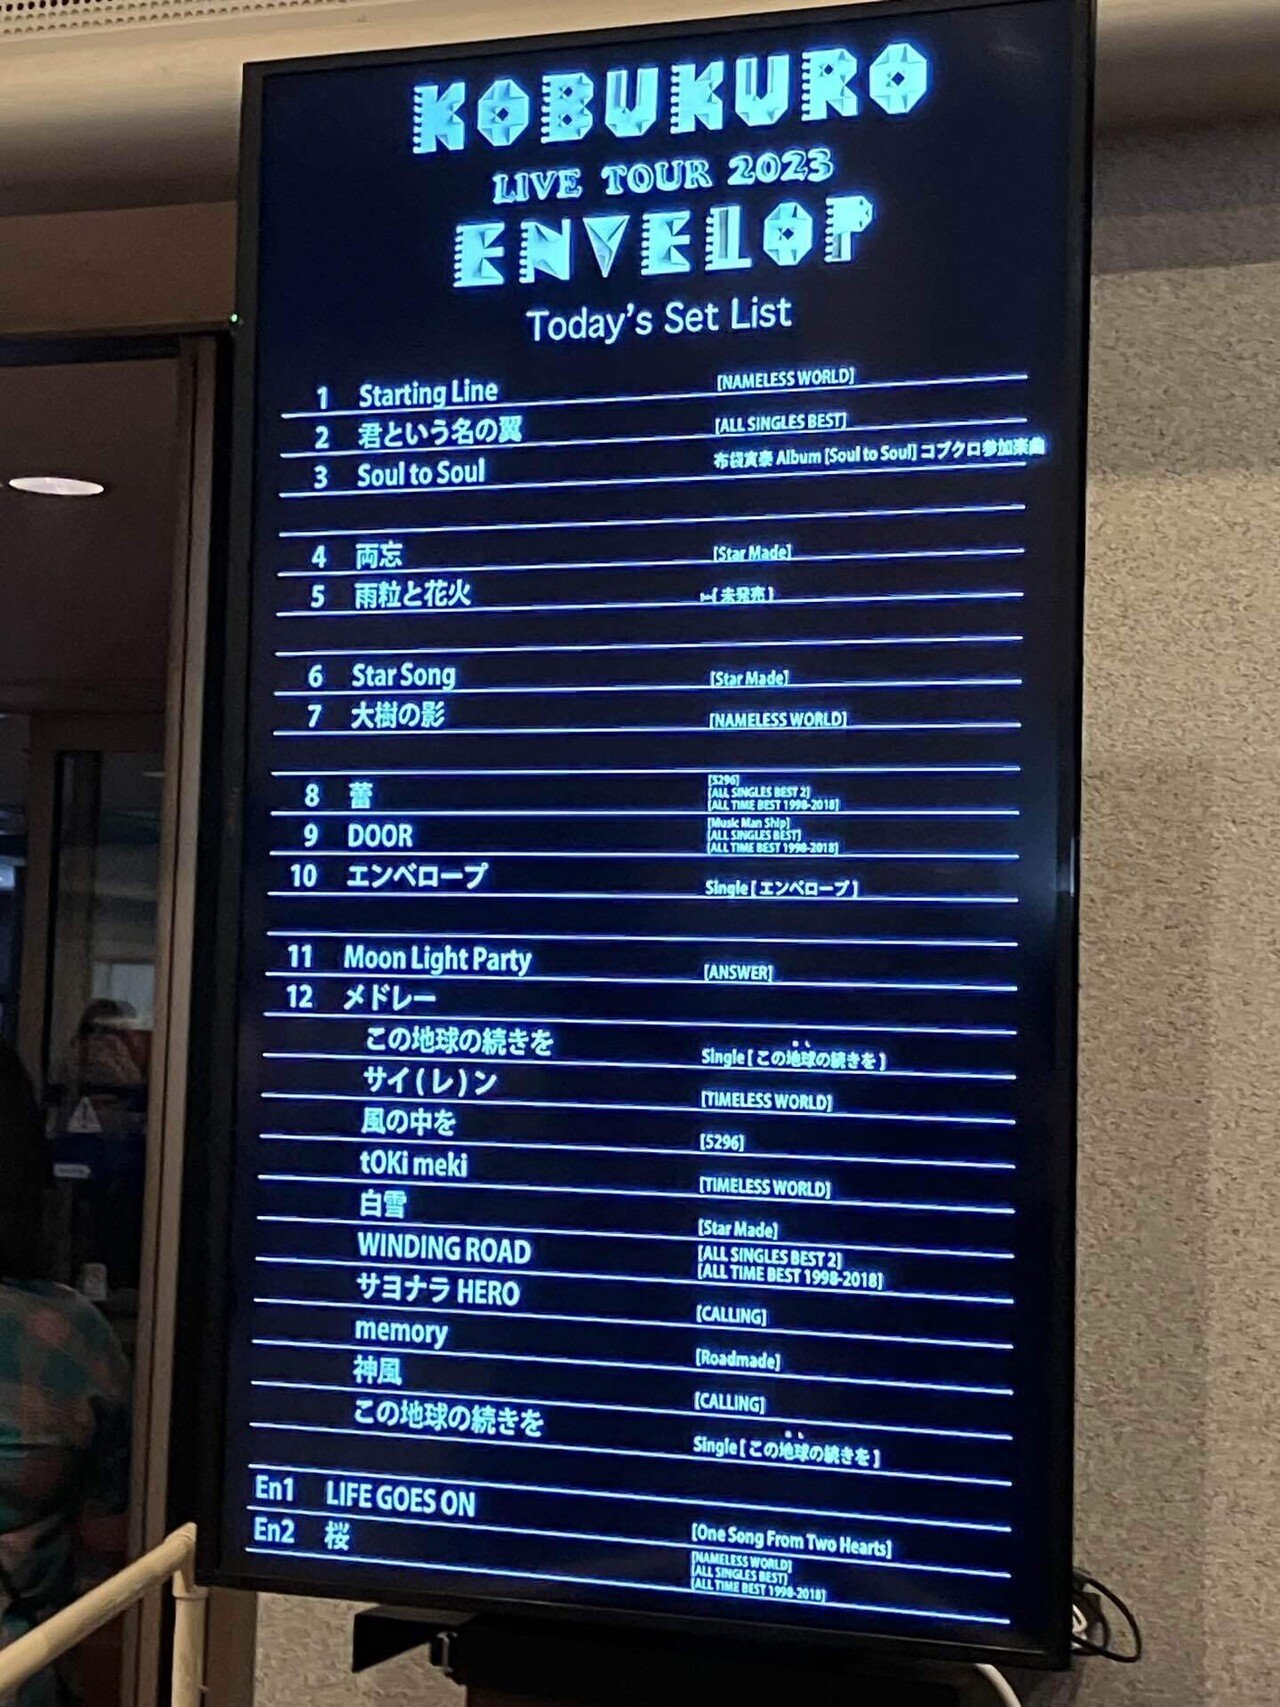 KOBUKURO
LIVE TOUR 2023
ENVELOP
Today's Set List
1 Starting Line [NAMELESS WORLD]
2 君という名の翼 [ALL SINGLES BEST]
3 Soul to Soul 布袋寅泰 Album [Soul to Soul] コブクロ参加楽曲
4 両忘 [Star Made]
5 雨粒と花火 [未発売]
6 Star Song [Star Made]
7 大樹の影 [NAMELESS WORLD]
8 蕾 [5296]
[ALL SINGLES BEST 2]
[ALL TIME BEST 1998-2018]
9 DOOR [Music Man Ship]
[ALL SINGLES BEST]
[ALL TIME BEST 1998-2018]
10 エンベロープ Single [エンベロープ]
11 Moon Light Party [ANSWER]
12 メドレー
この地球の続きを Single [この地球の続きを]
サイ(レ)ン [TIMELESS WORLD]
風の中を [5296]
tOKi meki [TIMELESS WORLD]
白雪 [Star Made]
WINDING ROAD [ALL SINGLES BEST 2]
[ALL TIME BEST 1998-2018]
サヨナラ HERO [CALLING]
memory [Roadmade]
神風 [CALLING]
この地球の続きを Single [この地球の続きを]
En1 LIFE GOES ON [One Song From Two Hearts]
En2 桜 [NAMELESS WORLD]
[ALL SINGLES BEST]
[ALL TIME BEST 1998-2018]